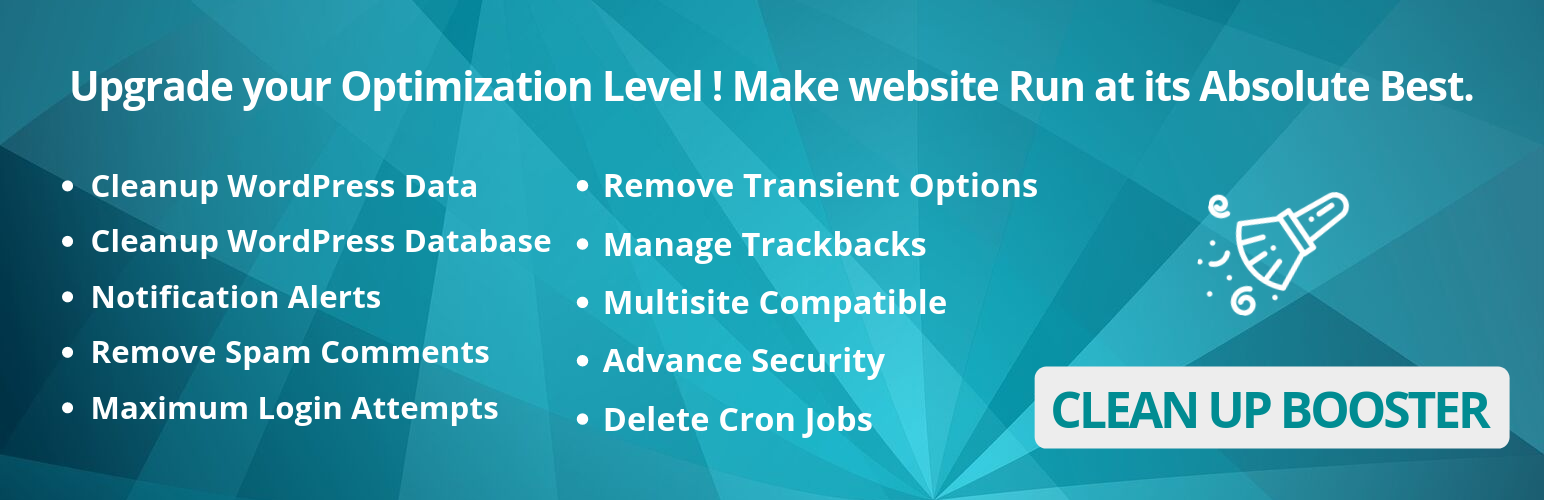 Upgrade your Optimization Level ! Make website Run at its Absolute Best.
• Cleanup WordPress Data
• Cleanup WordPress Database
• Notification Alerts
• Remove Spam Comments
• Maximum Login Attempts
• Remove Transient Options
• Manage Trackbacks
• Multisite Compatible
• Advance Security
• Delete Cron Jobs
CLEAN UP BOOSTER